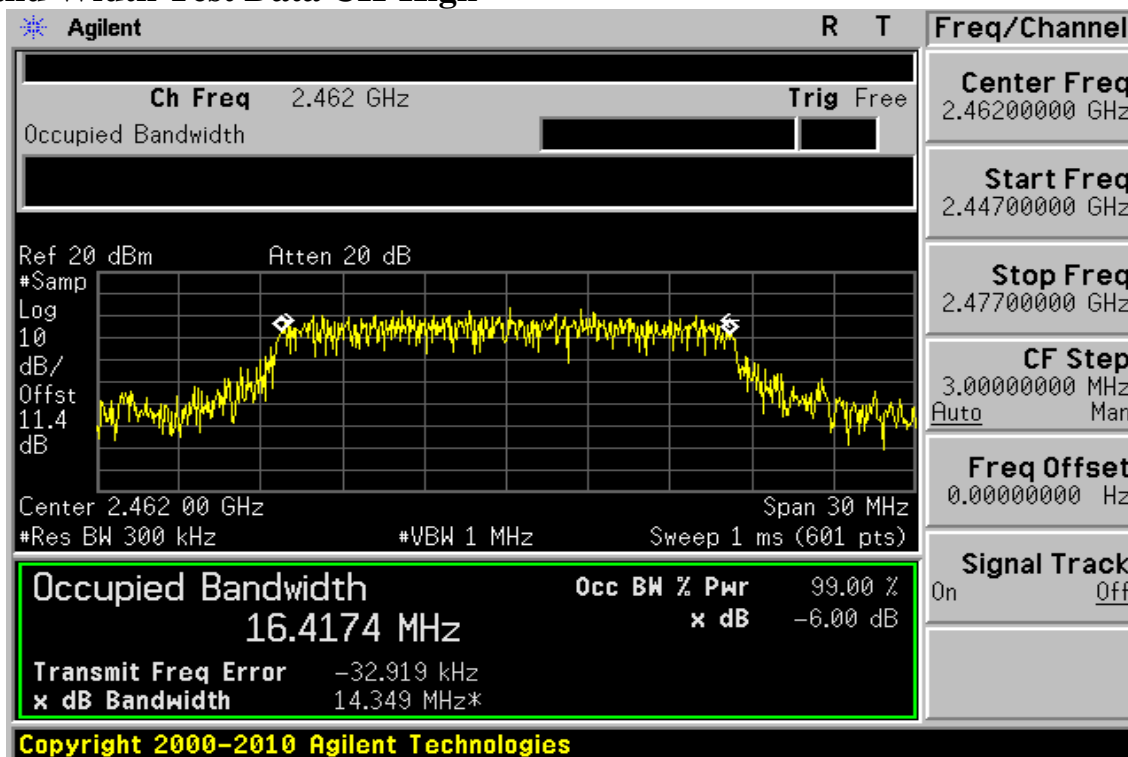 Agilent R T
Freq/Channel
Ch Freq 2.462 GHz Trig Free
Occupied Bandwidth
Center Freq
2.46200000 GHz
Start Freq
2.44700000 GHz
Stop Freq
2.47700000 GHz
CF Step
3.00000000 MHz
Auto Man
Freq Offset
0.00000000 Hz
Signal Track
On Off
Ref 20 dBm Atten 20 dB
#Samp
Log
10
dB/
Offst
11.4
dB
Center 2.462 00 GHz Span 30 MHz
#Res BW 300 kHz #VBW 1 MHz Sweep 1 ms (601 pts)
Occupied Bandwidth
16.4174 MHz
Occ BW % Pwr 99.00 %
x dB -6.00 dB
Transmit Freq Error -32.919 kHz
x dB Bandwidth 14.349 MHz*
Copyright 2000-2010 Agilent Technologies